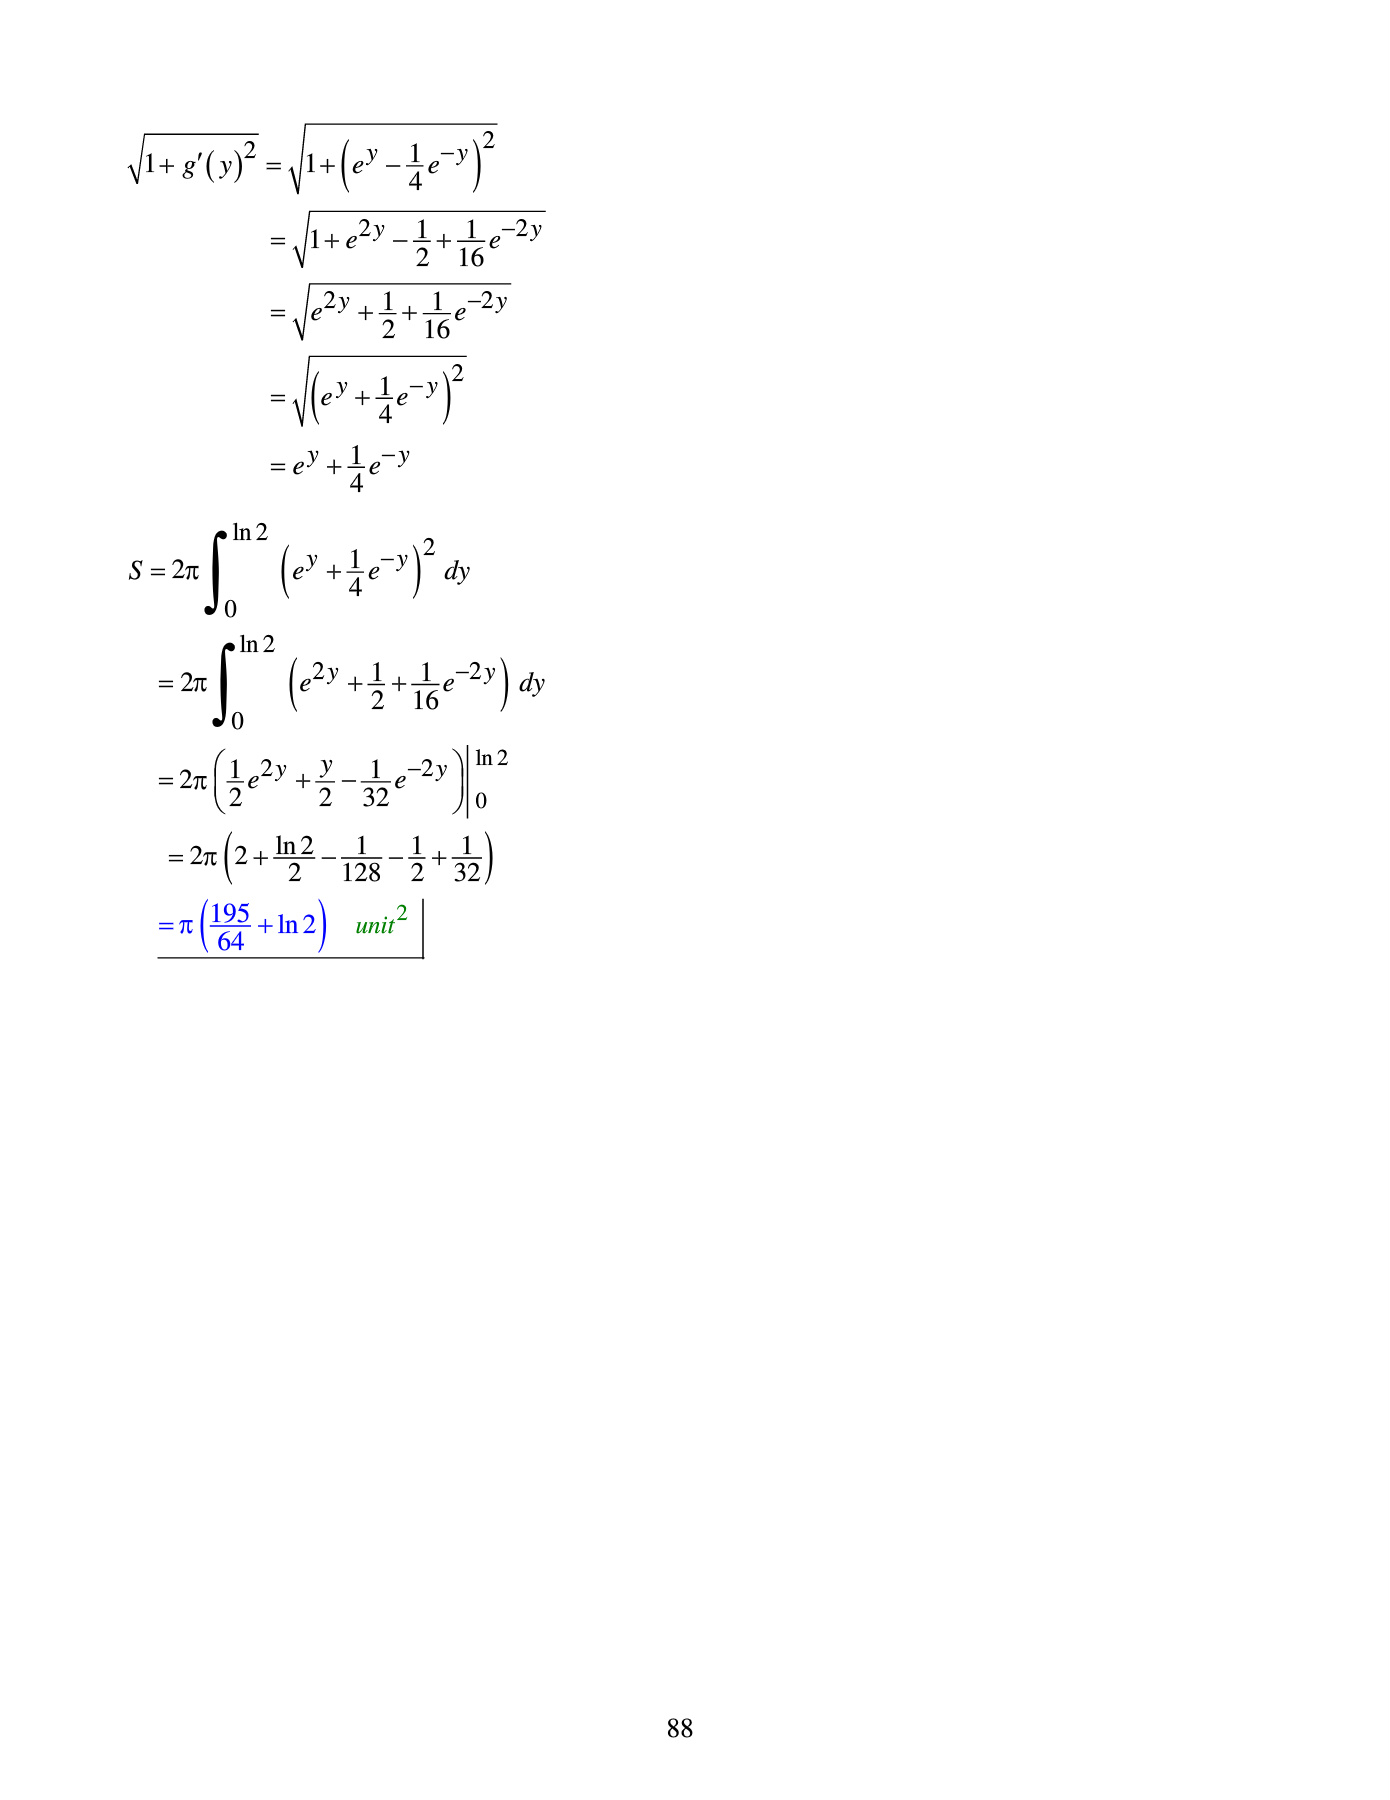 √(1 + g′(y)²) = √(1 + (e^y − 1/4 e^(−y))²)
= √(1 + e^(2y) − 1/2 + 1/16 e^(−2y))
= √(e^(2y) + 1/2 + 1/16 e^(−2y))
= √((e^y + 1/4 e^(−y))²)
= e^y + 1/4 e^(−y)
S = 2π ∫_0^(ln 2) (e^y + 1/4 e^(−y))² dy
= 2π ∫_0^(ln 2) (e^(2y) + 1/2 + 1/16 e^(−2y)) dy
= 2π (1/2 e^(2y) + y/2 − 1/32 e^(−2y)) |_0^(ln 2)
= 2π (2 + ln 2/2 − 1/128 − 1/2 + 1/32)
= π (195/64 + ln 2) unit²
88